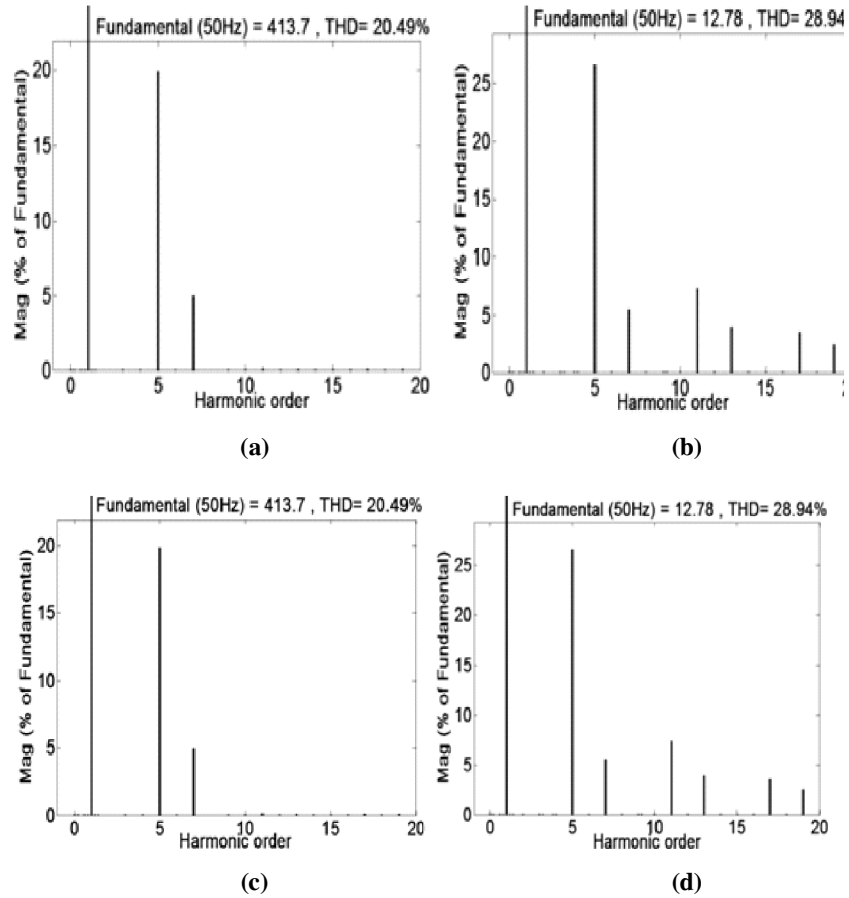 Fundamental (50Hz) = 413.7 , THD= 20.49%
Mag (% of Fundamental)
20
15
10
5
0
0 5 10 15 20
Harmonic order
(a)
Fundamental (50Hz) = 12.78 , THD= 28.94
Mag (% of Fundamental)
25
20
15
10
5
0
0 5 10 15 20
Harmonic order
(b)
Fundamental (50Hz) = 413.7 , THD= 20.49%
Mag (% of Fundamental)
20
15
10
5
0
0 5 10 15 20
Harmonic order
(c)
Fundamental (50Hz) = 12.78 , THD= 28.94%
Mag (% of Fundamental)
25
20
15
10
5
0
0 5 10 15 20
Harmonic order
(d)